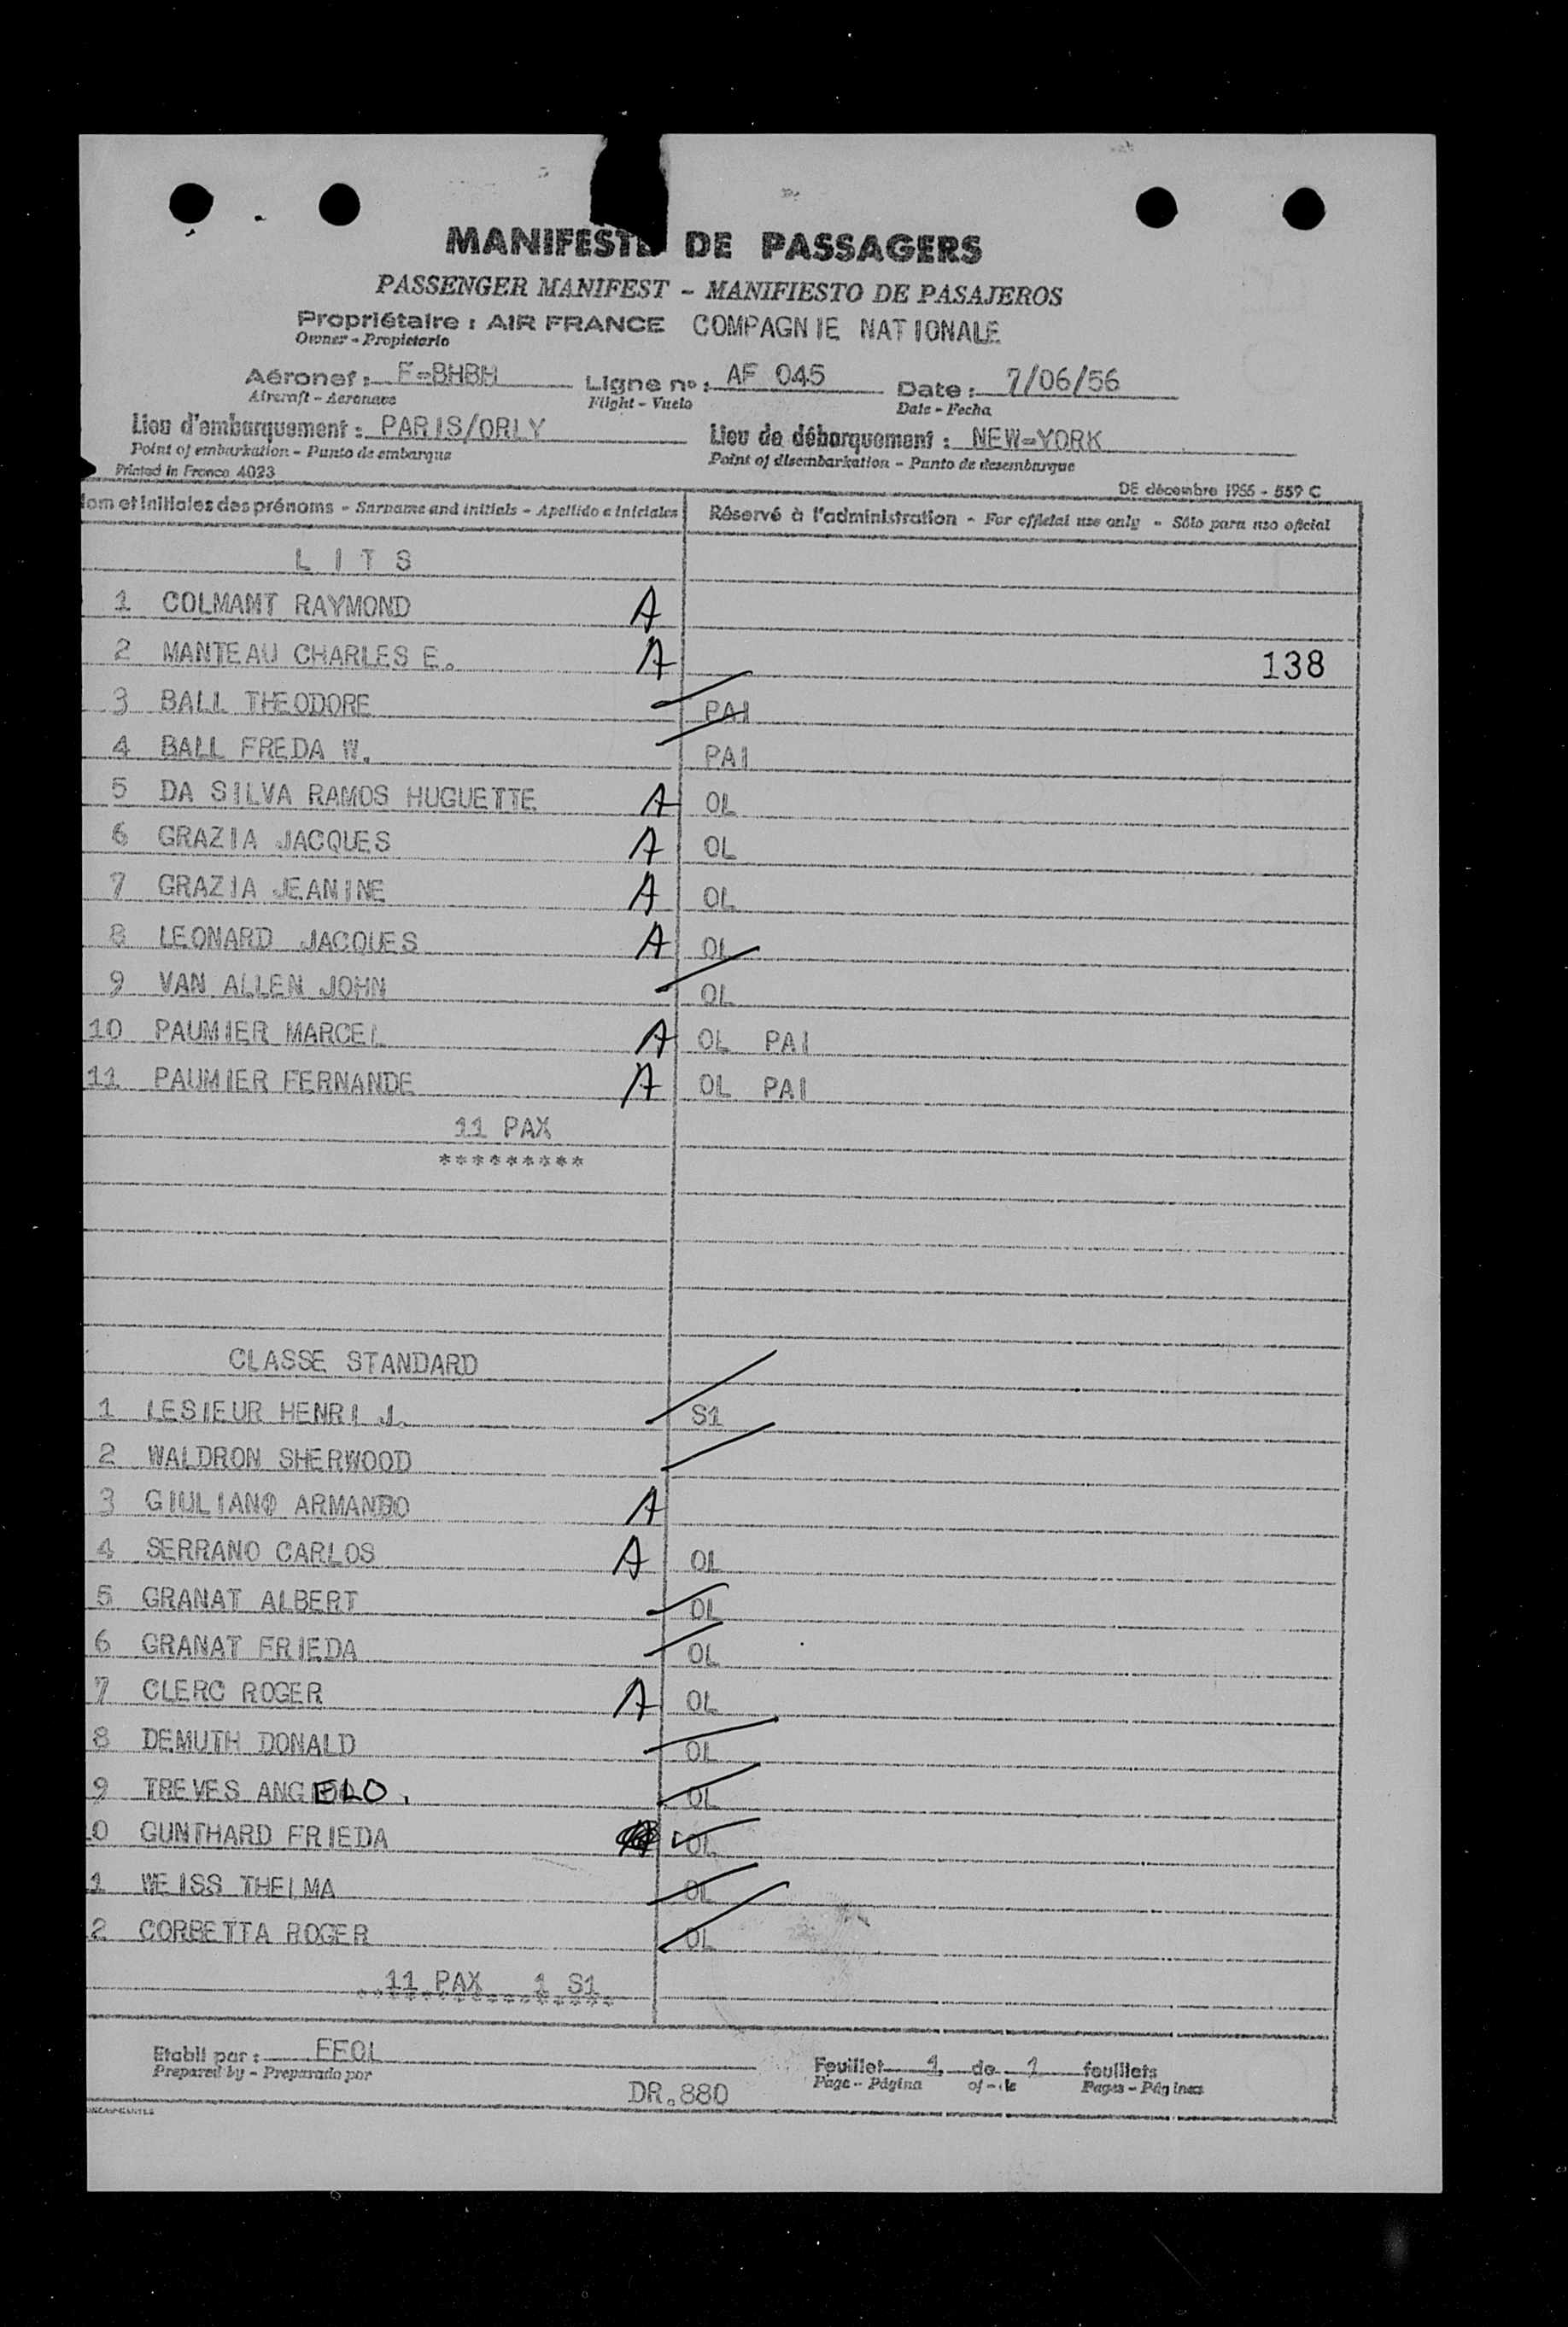 MANIFESTE DE PASSAGERS
PASSENGER MANIFEST - MANIFIESTO DE PASAJEROS
Propriétaire : AIR FRANCE COMPAGNIE NATIONALE
Owner - Propietario
Aéronef : F-BHBH Ligne n° : AF 045 Date : 7/06/56
Aircraft - Aeronave Flight - Vuelo Date - Fecha
Lieu d'embarquement : PARIS/ORLY Lieu de débarquement : NEW-YORK
Point of embarkation - Punto de embarque Point of disembarkation - Punto de desembarque
Printed in France 4023 DE décembre 1955 - 559 C
Nom et initiales des prénoms - Surname and initials - Apellido e iniciales Réservé à l'administration - For official use only - Sólo para uso oficial
L I T S
1 COLMAMT RAYMOND A
2 MANTEAU CHARLES E. A 138
3 BALL THEODORE PAI
4 BALL FREDA W. PAI
5 DA SILVA RAMOS HUGUETTE A OL
6 GRAZIA JACQUES A OL
7 GRAZIA JEANINE A OL
8 LEONARD JACQUES A OL
9 VAN ALLEN JOHN OL
10 PAUMIER MARCEL A OL PAI
11 PAUMIER FERNANDE A OL PAI
11 PAX
*********
CLASSE STANDARD
1 LESIEUR HENRI J. S1
2 WALDRON SHERWOOD
3 GIULIANO ARMANDO A
4 SERRANO CARLOS A OL
5 GRANAT ALBERT OL
6 GRANAT FRIEDA OL
7 CLERC ROGER A OL
8 DEMUTH DONALD OL
9 TREVES ANGELO. OL
0 GUNTHARD FRIEDA OL
1 WEISS THELMA OL
2 CORBETTA ROGER OL
11 PAX 1 S1
Etabli par : FFOL Feuillet 1 de 1 feuillets
Prepared by - Preparado por Page - Página of - de Pages - Páginas
DR.880